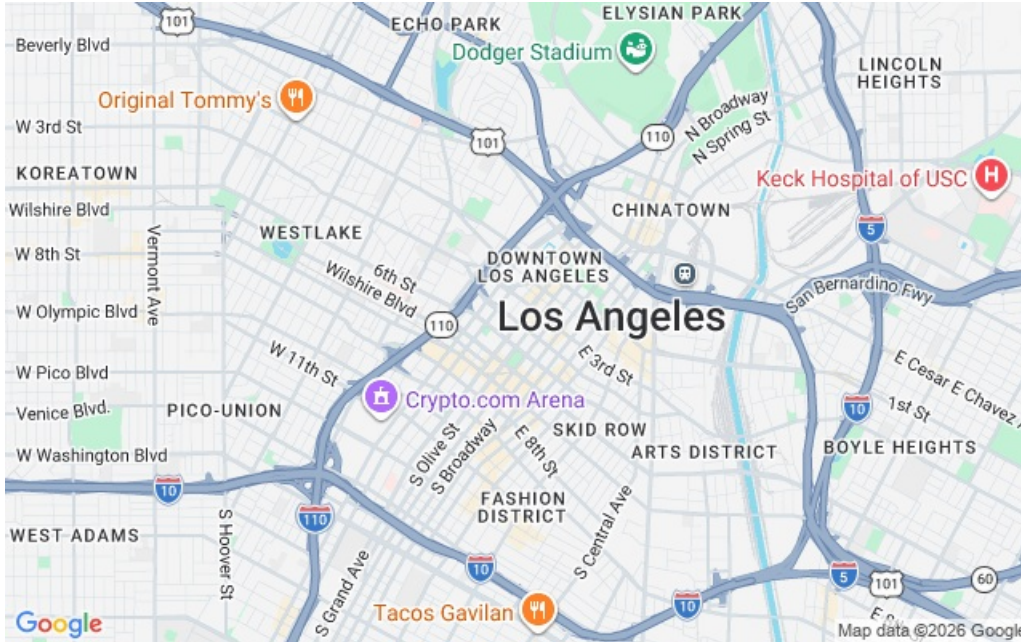 ECHO PARK
ELYSIAN PARK
101
Beverly Blvd
Dodger Stadium
LINCOLN
HEIGHTS
Original Tommy's
W 3rd St
101
110
N Broadway
N Spring St
KOREATOWN
Keck Hospital of USC
H
Wilshire Blvd
CHINATOWN
5
WESTLAKE
W 8th St
Vermont Ave
6th St
Wilshire Blvd
DOWNTOWN
LOS ANGELES
San Bernardino Fwy
W Olympic Blvd
110
Los Angeles
W 11th St
E 3rd St
W Pico Blvd
E Cesar E Chavez
Crypto.com Arena
10
1st St
Venice Blvd.
PICO-UNION
S Olive St
S Broadway
E 8th St
SKID ROW
W Washington Blvd
ARTS DISTRICT
BOYLE HEIGHTS
10
110
FASHION
DISTRICT
S Central Ave
WEST ADAMS
S Hoover St
S Grand Ave
10
5
101
60
Tacos Gavilan
10
Google
Map data ©2026 Google